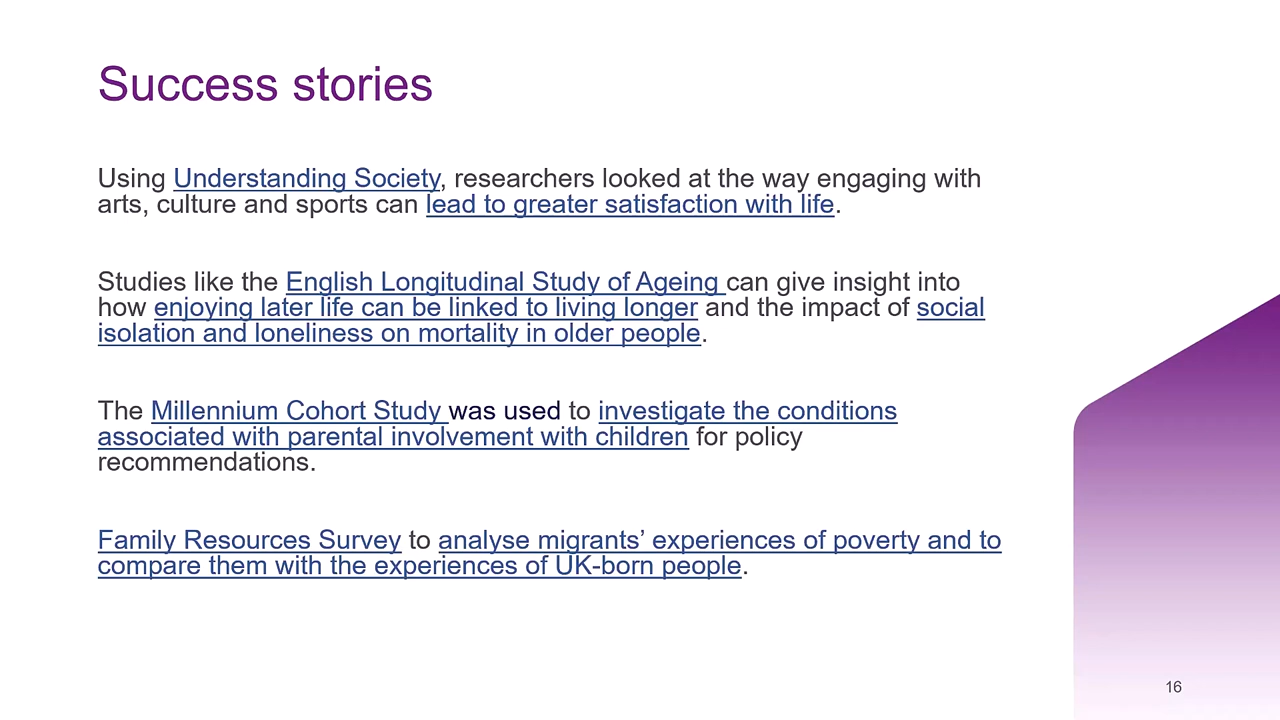 Success stories
Using Understanding Society, researchers looked at the way engaging with
arts, culture and sports can lead to greater satisfaction with life.
Studies like the English Longitudinal Study of Ageing can give insight into
how enjoying later life can be linked to living longer and the impact of social
isolation and loneliness on mortality in older people.
The Millennium Cohort Study was used to investigate the conditions
associated with parental involvement with children for policy
recommendations.
Family Resources Survey to analyse migrants’ experiences of poverty and to
compare them with the experiences of UK-born people.
16